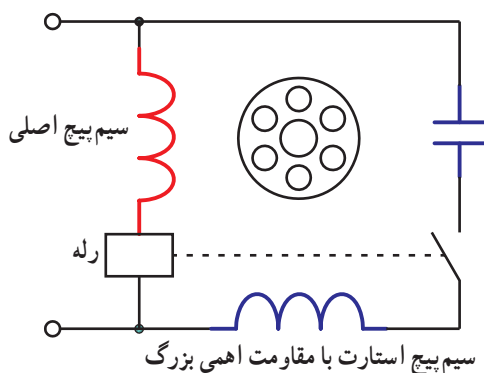 سیم‌پیچ اصلی
رله
سیم‌پیچ استارت با مقاومت اهمی بزرگ